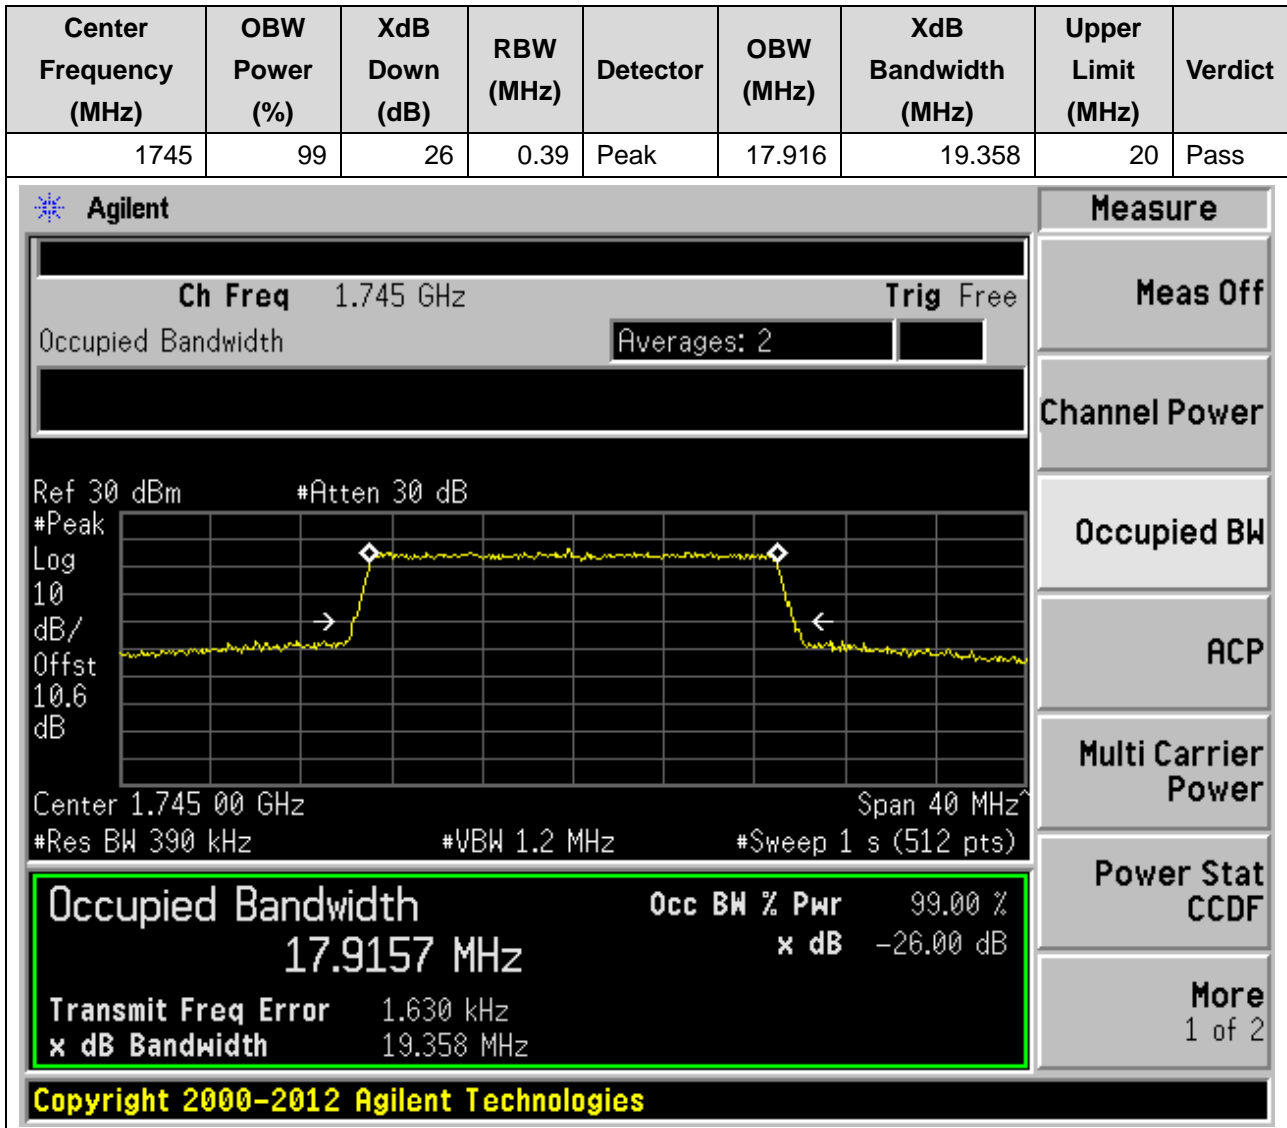 Center Frequency (MHz) OBW Power (%) XdB Down (dB) RBW (MHz) Detector OBW (MHz) XdB Bandwidth (MHz) Upper Limit (MHz) Verdict
1745 99 26 0.39 Peak 17.916 19.358 20 Pass
Agilent
Measure
Ch Freq 1.745 GHz Trig Free
Meas Off
Occupied Bandwidth Averages: 2
Channel Power
Ref 30 dBm #Atten 30 dB
#Peak
Log
10
dB/
Offst
10.6
dB
Occupied BW
ACP
Multi Carrier
Power
Center 1.745 00 GHz Span 40 MHz^
#Res BW 390 kHz #VBW 1.2 MHz #Sweep 1 s (512 pts)
Power Stat
CCDF
Occupied Bandwidth Occ BW % Pwr 99.00 %
17.9157 MHz x dB -26.00 dB
Transmit Freq Error 1.630 kHz
x dB Bandwidth 19.358 MHz
More
1 of 2
Copyright 2000-2012 Agilent Technologies